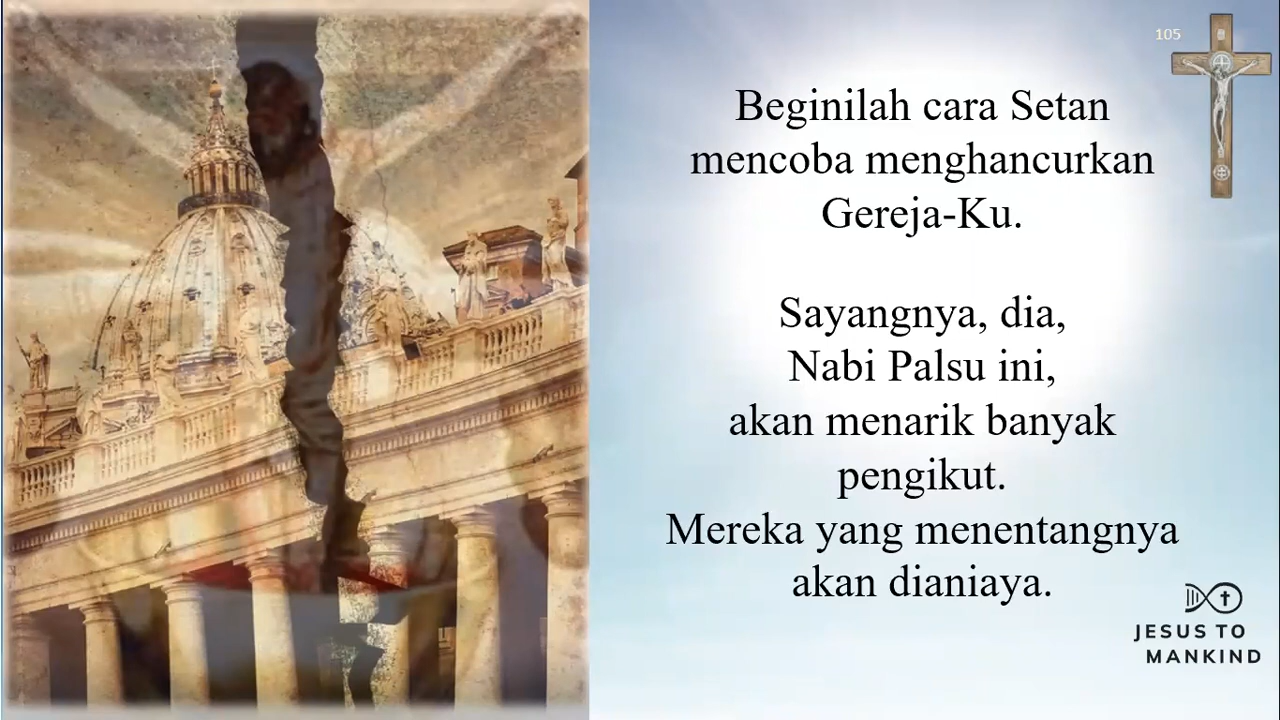 105
Beginilah cara Setan
mencoba menghancurkan
Gereja-Ku.
Sayangnya, dia,
Nabi Palsu ini,
akan menarik banyak
pengikut.
Mereka yang menentangnya
akan dianiaya.
JESUS TO
MANKIND